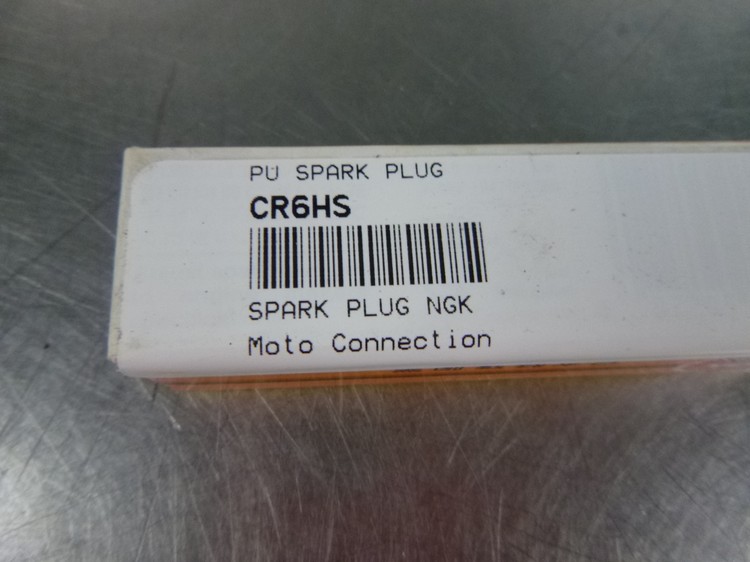 PU SPARK PLUG
CR6HS
SPARK PLUG NGK
Moto Connection